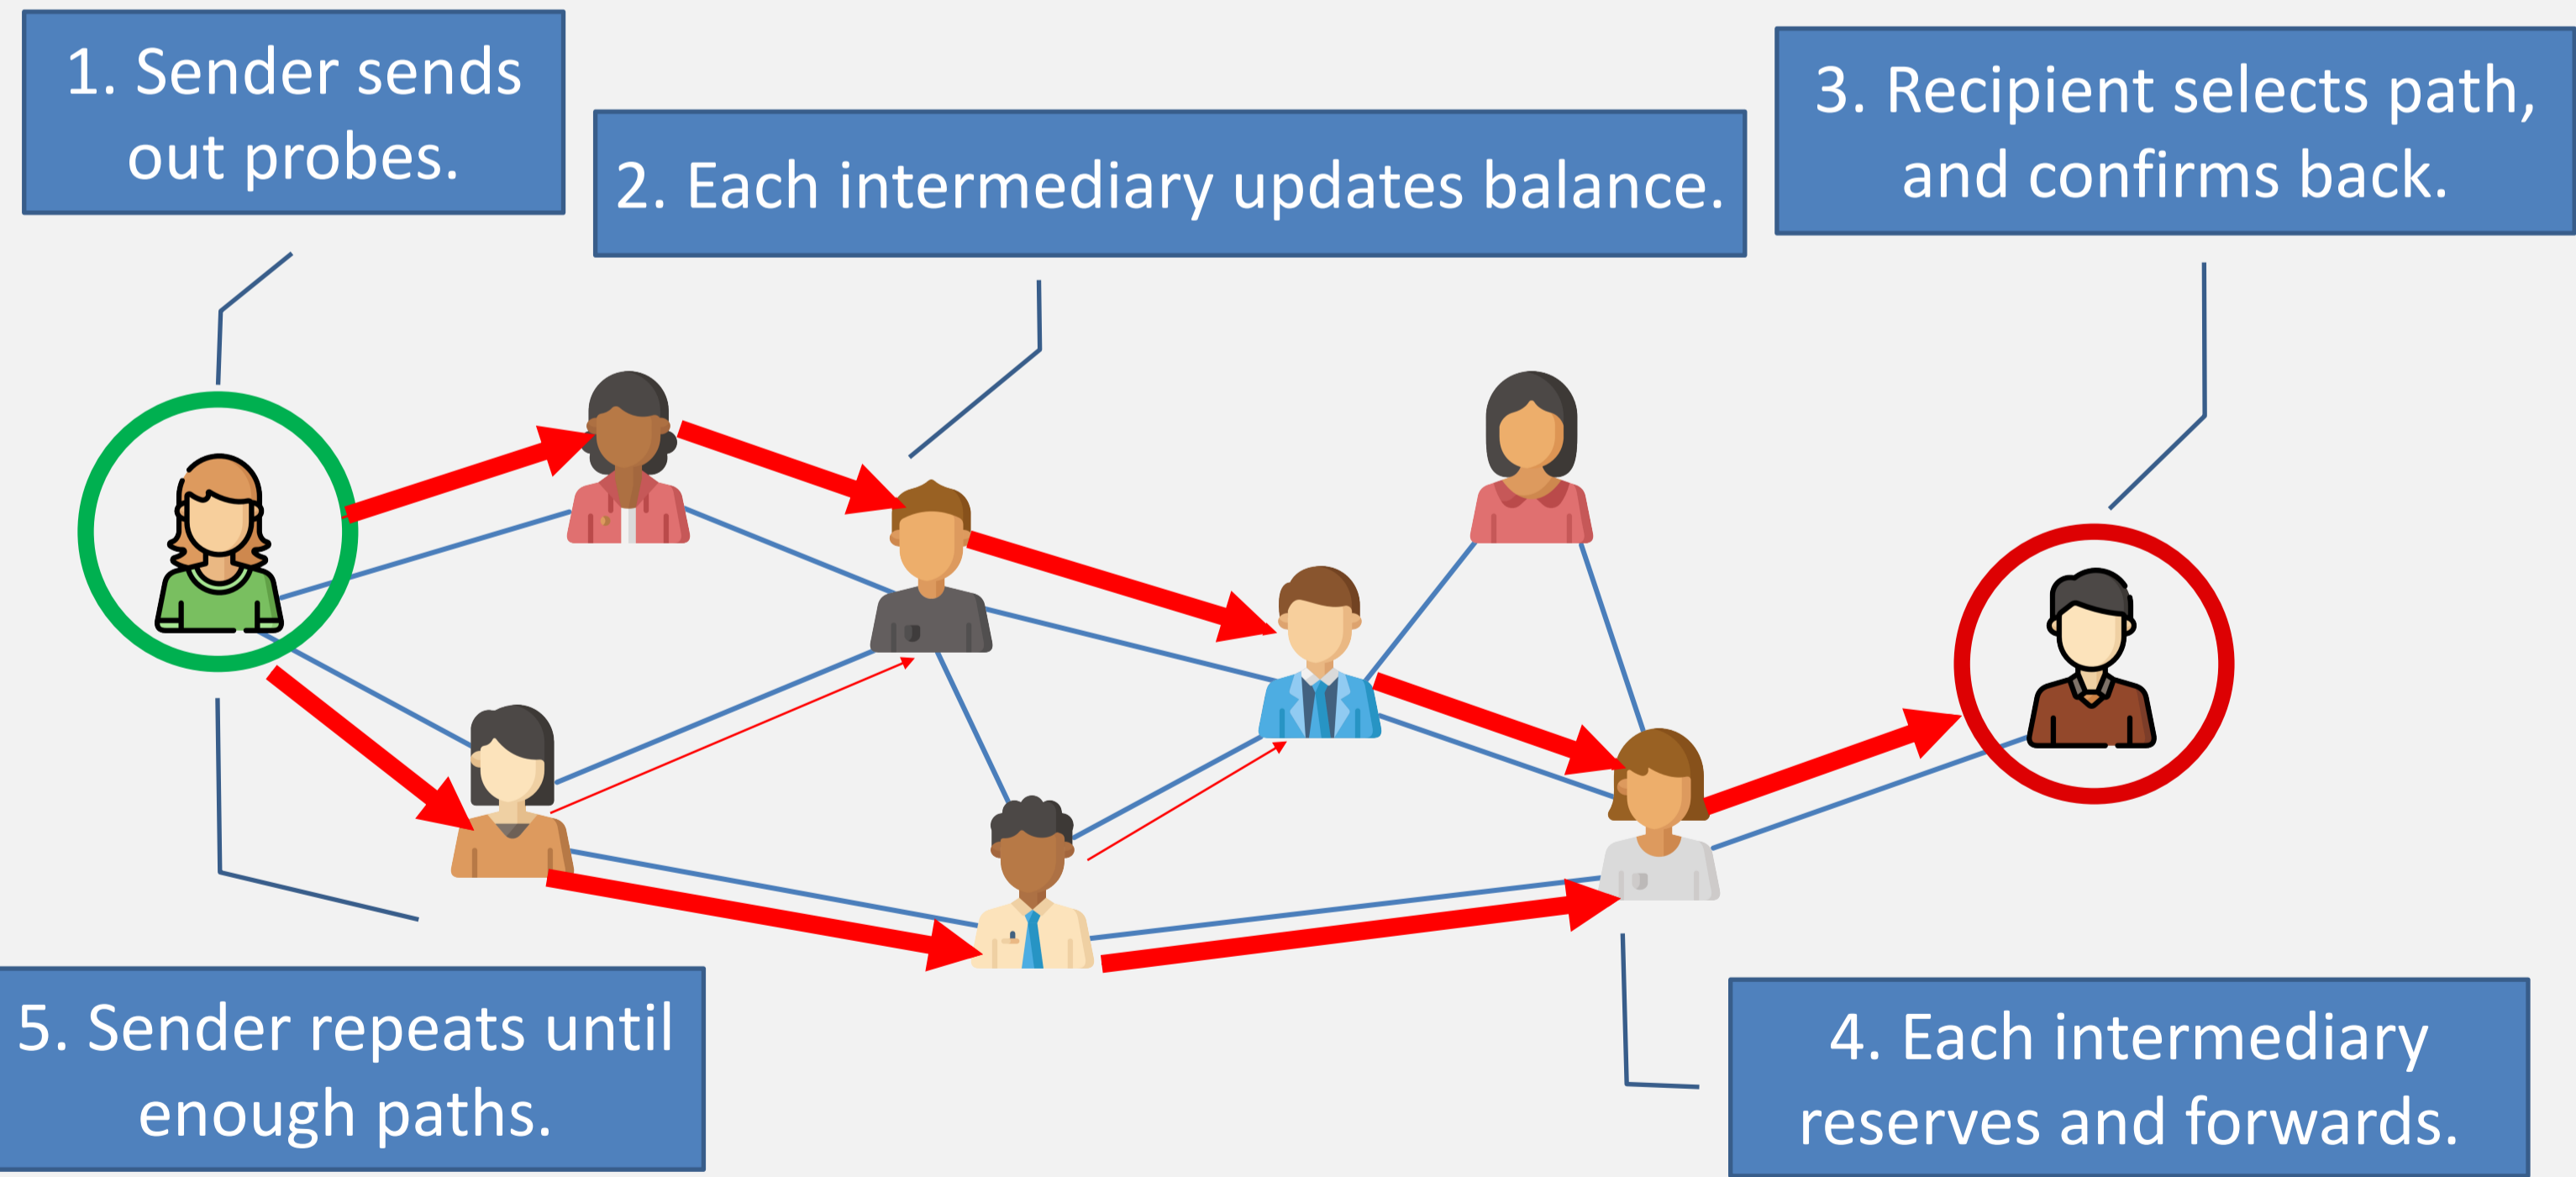 1. Sender sends
out probes.
2. Each intermediary updates balance.
3. Recipient selects path,
and confirms back.
5. Sender repeats until
enough paths.
4. Each intermediary
reserves and forwards.